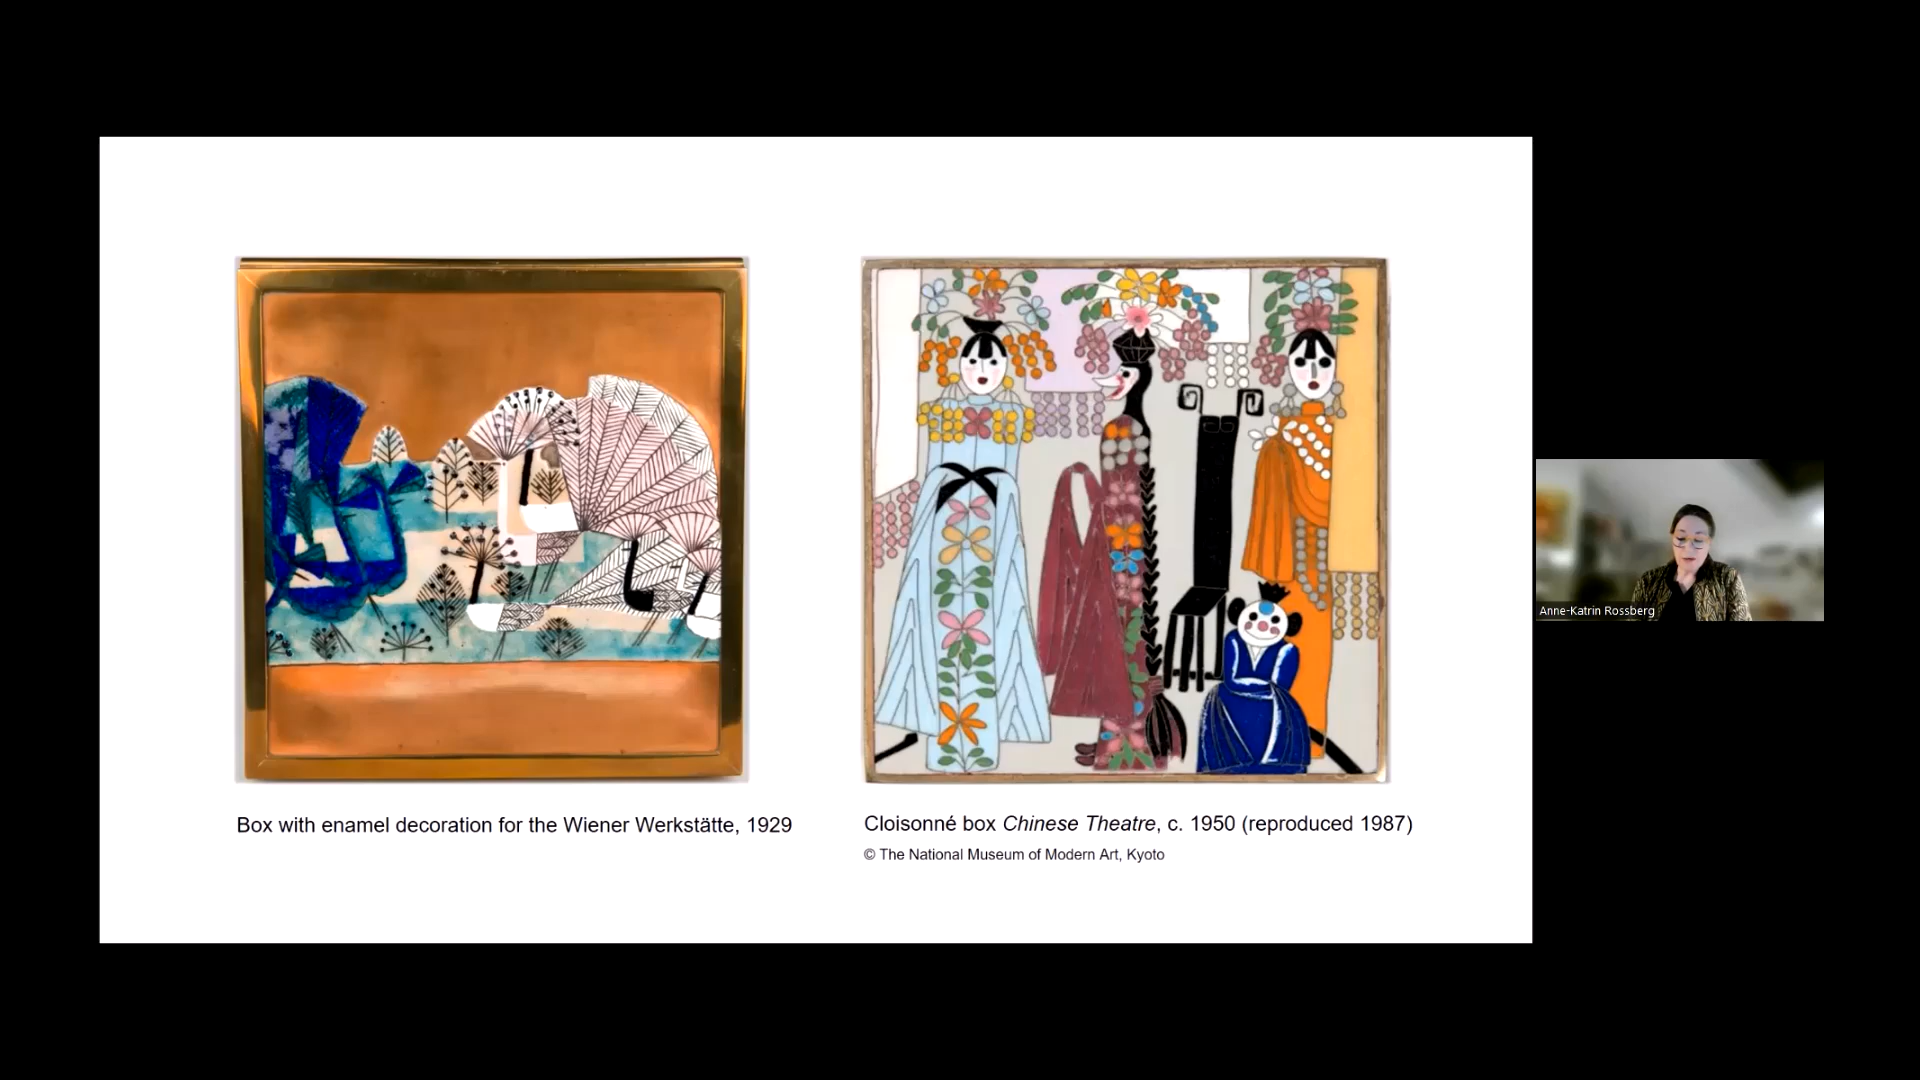 Box with enamel decoration for the Wiener Werkstätte, 1929
Cloisonné box Chinese Theatre, c. 1950 (reproduced 1987)
© The National Museum of Modern Art, Kyoto
Anne-Katrin Rossberg